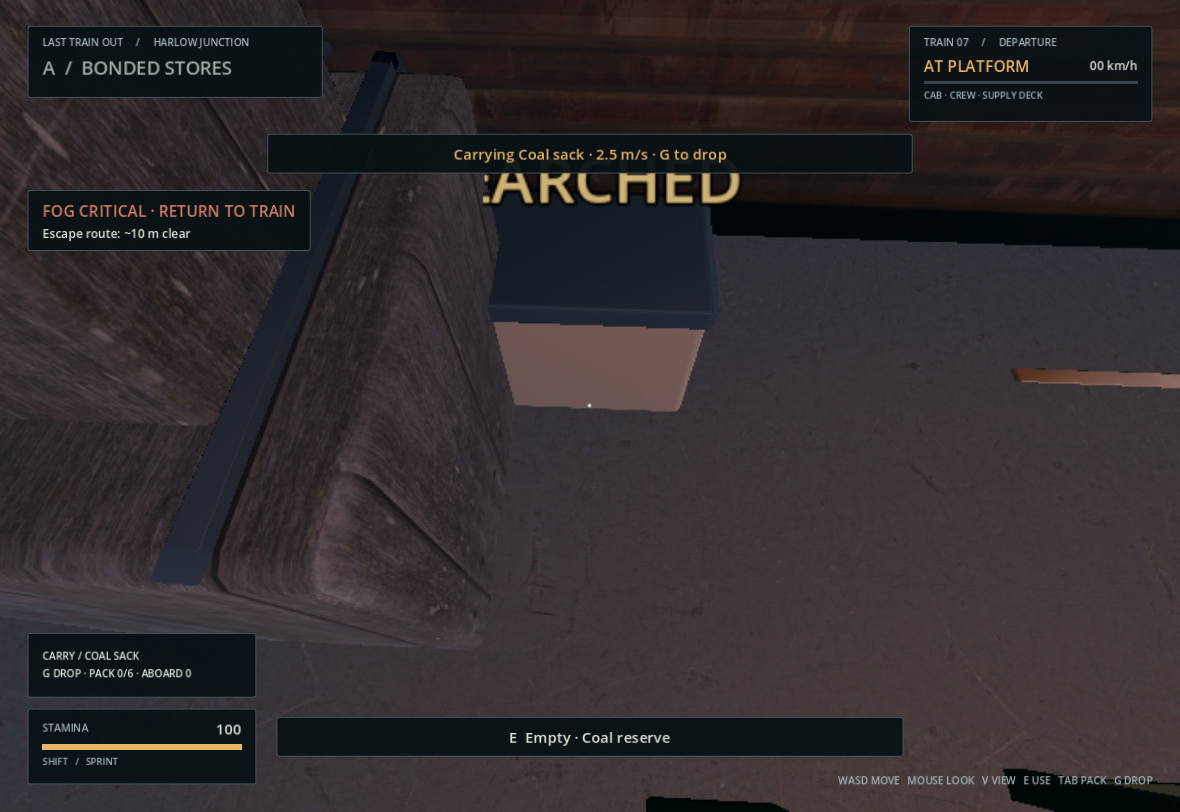 LAST TRAIN OUT / HARLOW JUNCTION
A / BONDED STORES
TRAIN 07 / DEPARTURE
AT PLATFORM 00 km/h
CAB · CREW · SUPPLY DECK
Carrying Coal sack · 2.5 m/s · G to drop
EARCHED
FOG CRITICAL · RETURN TO TRAIN
Escape route: ~10 m clear
CARRY / COAL SACK
G DROP · PACK 0/6 · ABOARD 0
STAMINA 100
SHIFT / SPRINT
E Empty · Coal reserve
WASD MOVE MOUSE LOOK V VIEW E USE TAB PACK G DROP